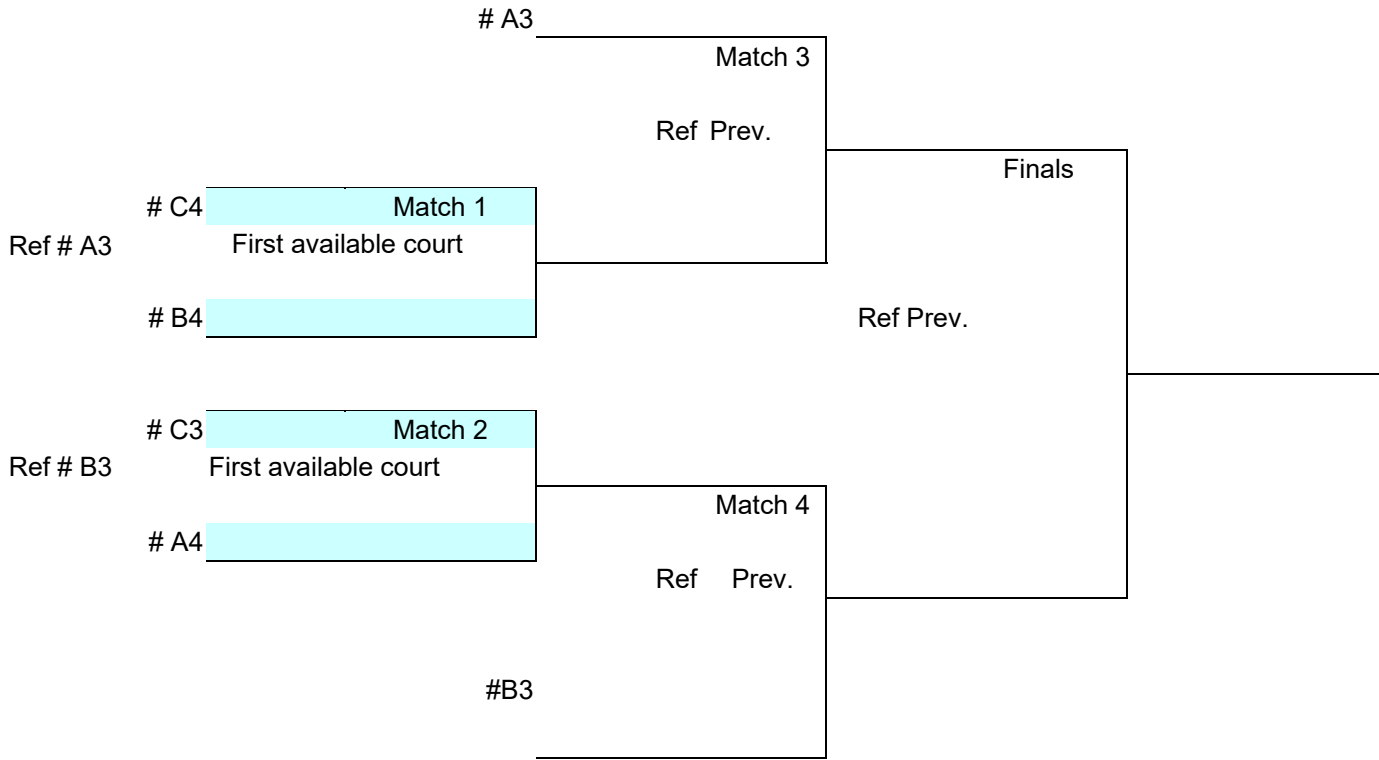 # A3
Match 3
Ref Prev.
Finals
# C4 Match 1
Ref # A3 First available court
# B4 Ref Prev.
# C3 Match 2
Ref # B3 First available court
Match 4
# A4
Ref Prev.
#B3